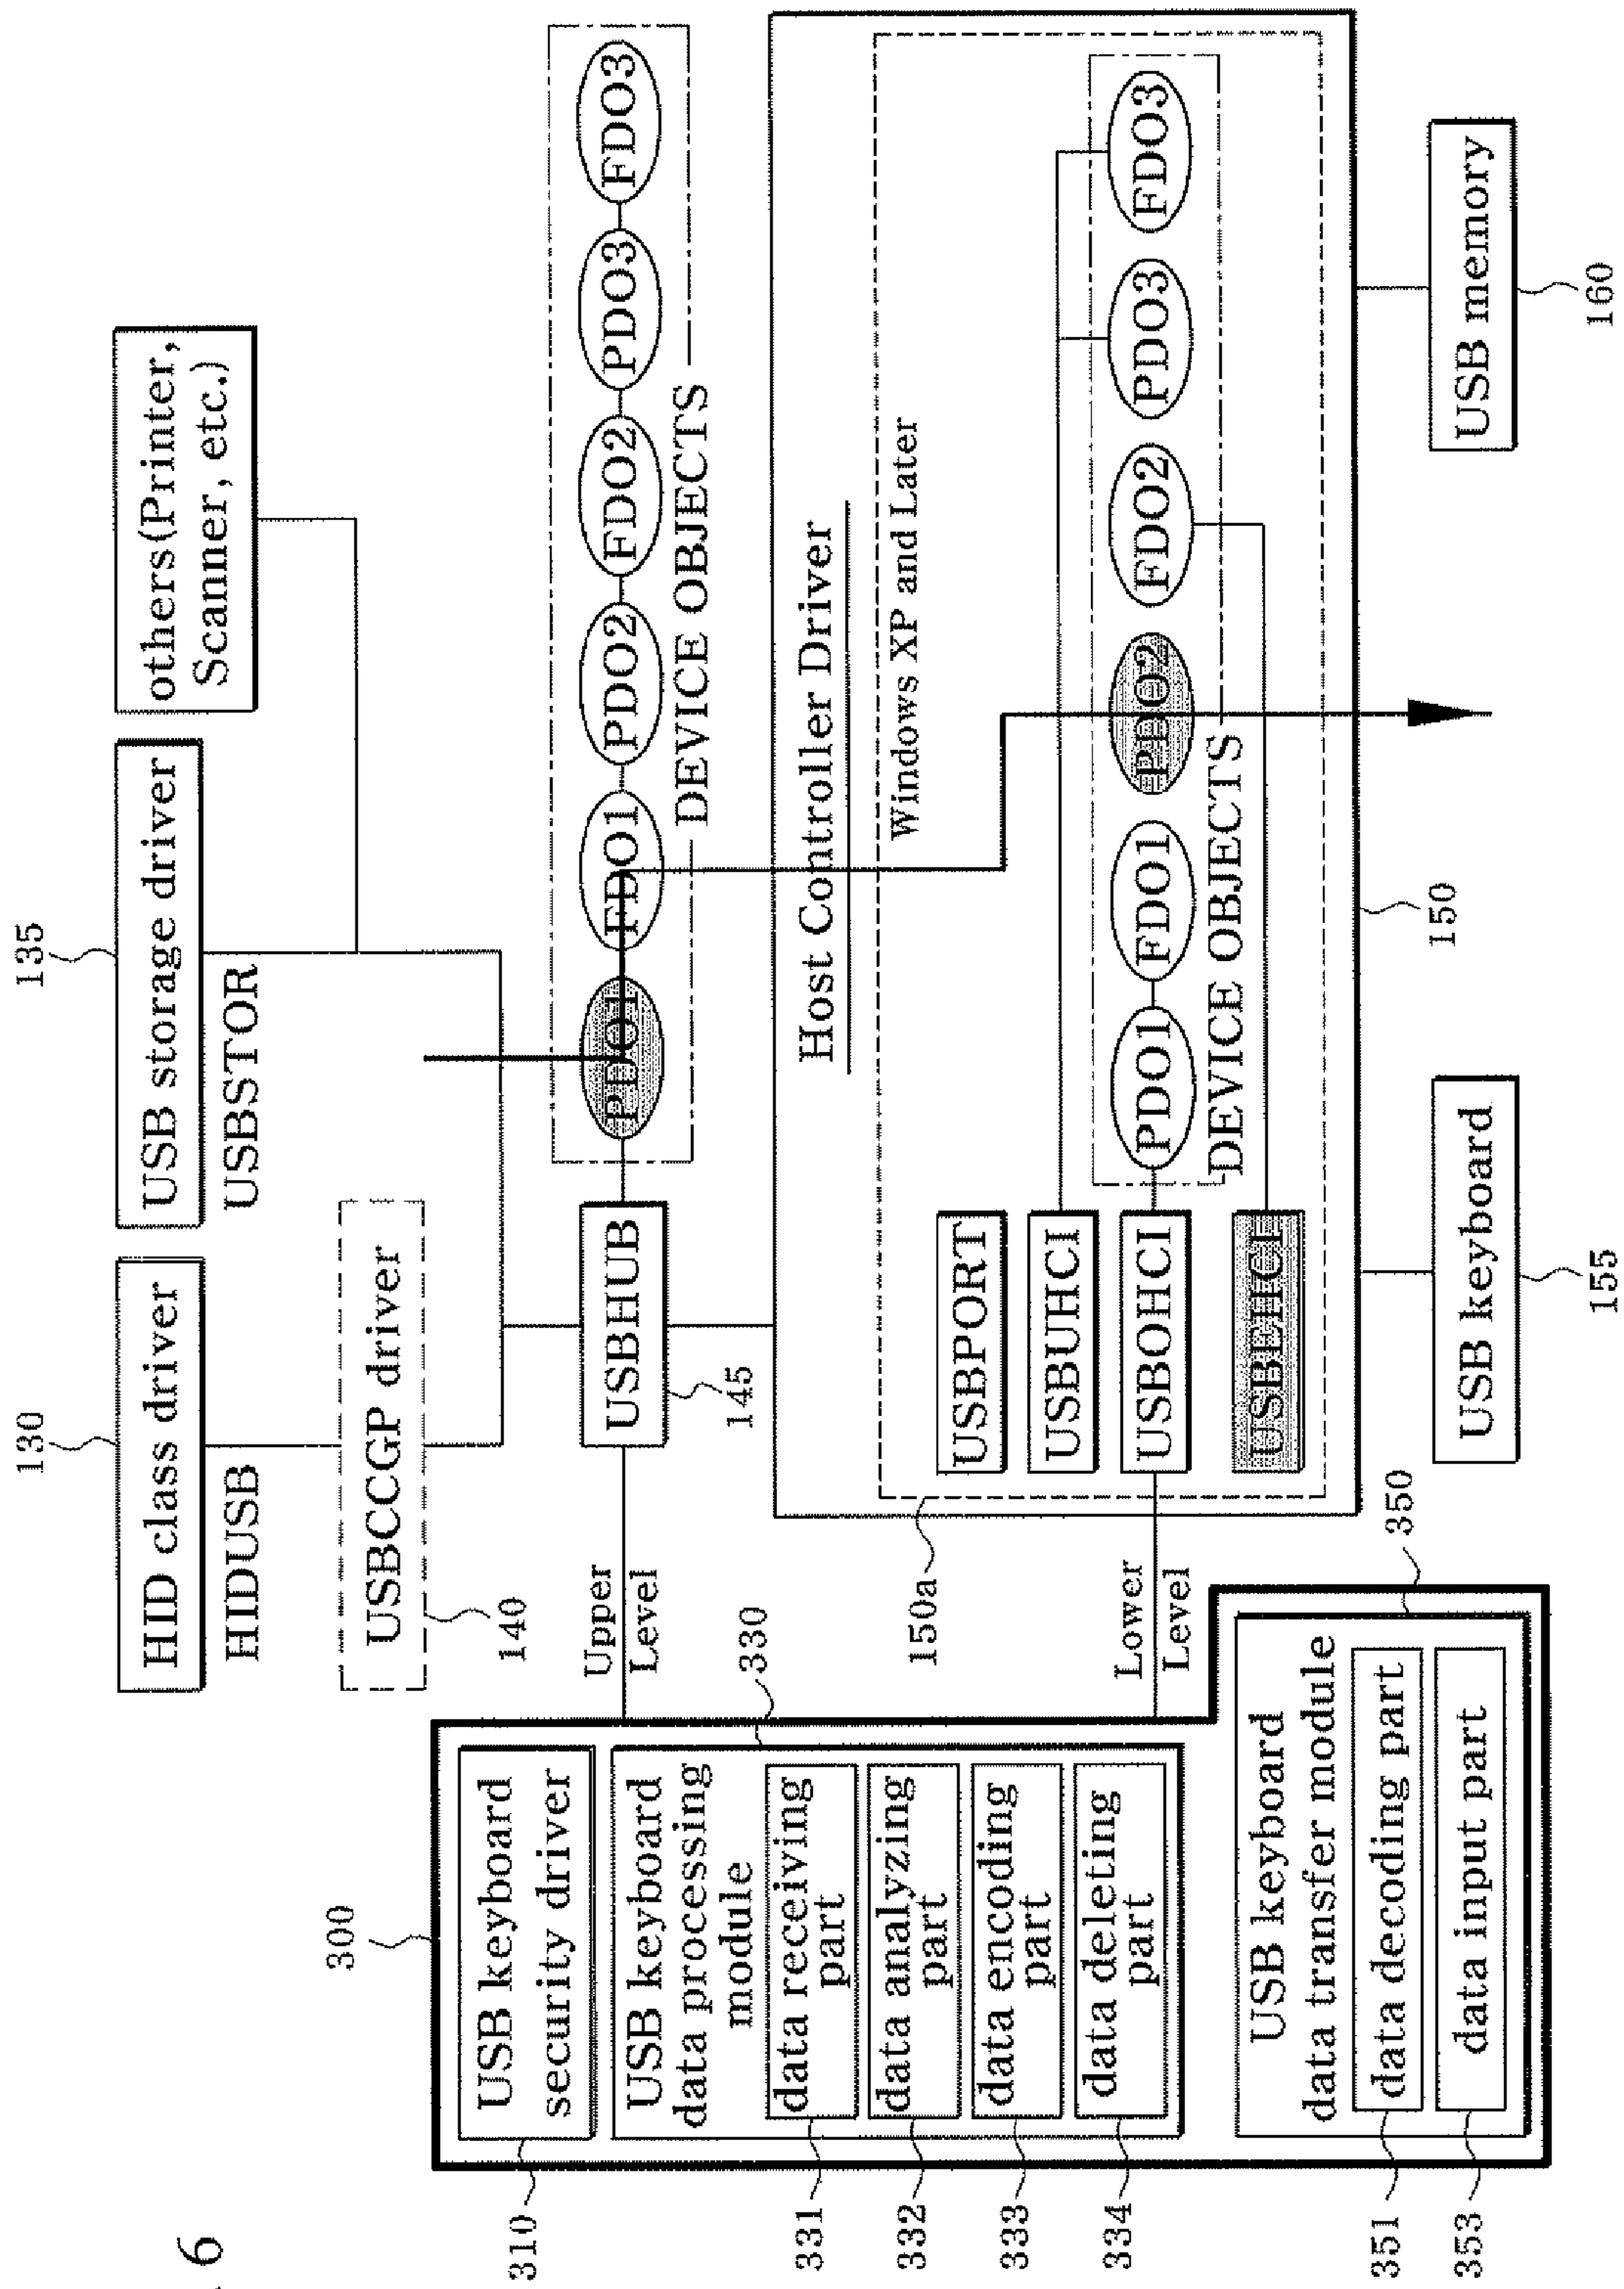 6
130
HID class driver
HIDUSB
135
USB storage driver
USBSTOR
others(Printer,
Scanner, etc.)
USBCCGP driver
140
USBHUB
145
PDO1
FDO1
PDO2
FDO2
PDO3
FDO3
DEVICE OBJECTS
Upper
Level
300
310
USB keyboard
security driver
330
USB keyboard
data processing
module
331
data receiving
part
332
data analyzing
part
333
data encoding
part
334
data deleting
part
350
USB keyboard
data transfer module
351
data decoding part
353
data input part
Lower
Level
Host Controller Driver
Windows XP and Later
150a
USBPORT
USBUHCI
USBOHCI
USBEHCI
PDO1
FDO1
PDO2
FDO2
PDO3
FDO3
DEVICE OBJECTS
150
USB keyboard
155
USB memory
160